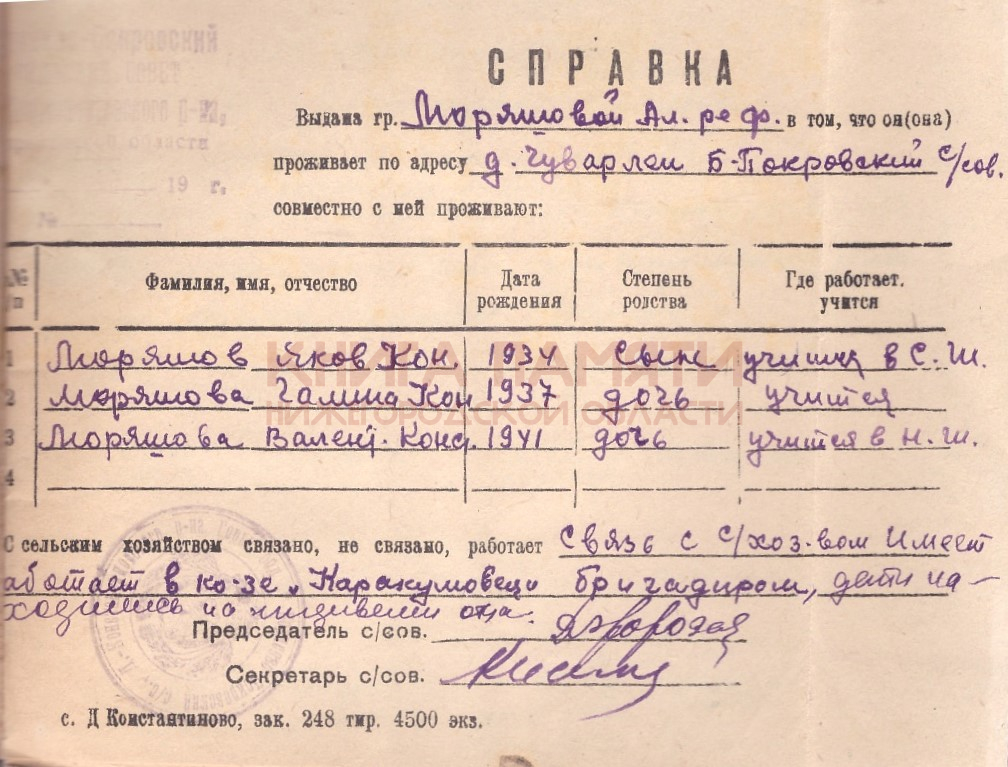 СПРАВКА
Выдана гр. Моряшовой Ал. реф. в том, что он(она)
проживает по адресу д. Чуварлеи Б-Покровский с/сов.
19 г.
№
совместно с ней проживают:
№№ п Фамилия, имя, отчество Дата рождения Степень родства Где работает. учится
1 Моряшов Яков Кон. 1934 сын учится в С.Ш.
2 Моряшова Галина Кон 1937 дочь учится
3 Моряшова Валент. Конс. 1941 дочь учится в Н.Ш.
4
КНИГА ПАМЯТИ
НИЖЕГОРОДСКОЙ ОБЛАСТИ
С сельским хозяйством связано, не связано, работает Связь с с/хоз-вом имеет
аботает в ко-зе „Каракумовец" бригадиром, дети на-
ходились на иждивении отца.
Председатель с/сов.
Секретарь с/сов.
с. Д Константиново, зак. 248 тир. 4500 экз.